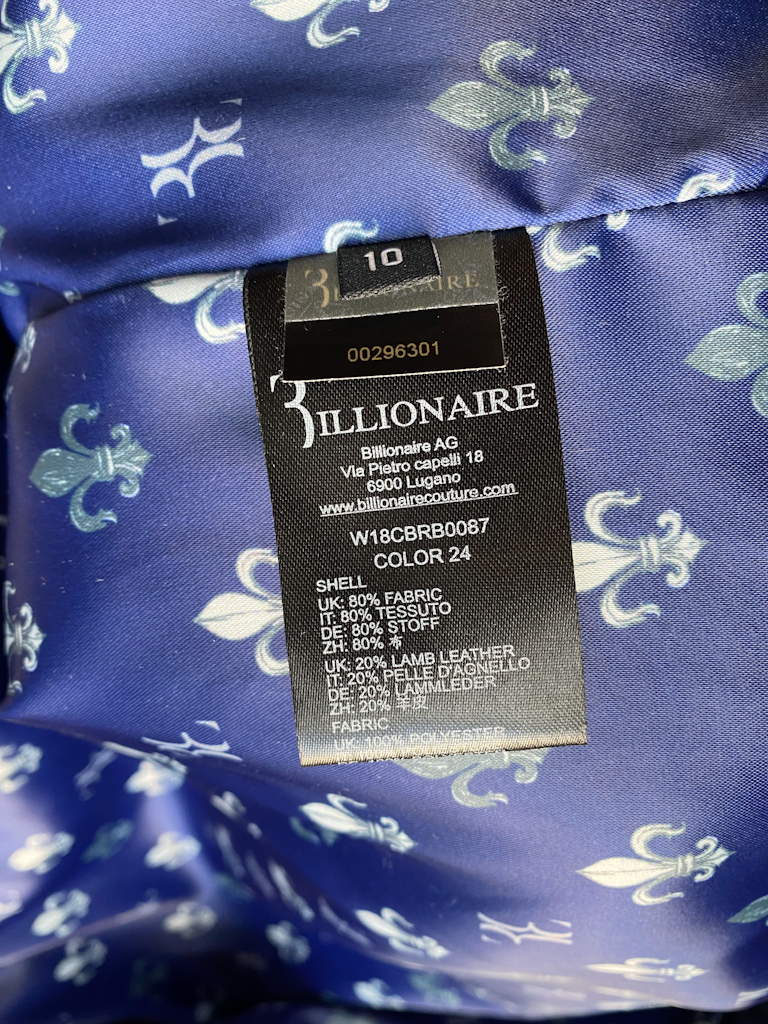 10
BILLIONAIRE
00296301
BILLIONAIRE
Billionaire AG
Via Pietro capelli 18
6900 Lugano
www.billionairecouture.com
W18CBRB0087
COLOR 24
SHELL
UK: 80% FABRIC
IT: 80% TESSUTO
DE: 80% STOFF
ZH: 80% 布
UK: 20% LAMB LEATHER
IT: 20% PELLE D'AGNELLO
DE: 20% LAMMLEDER
ZH: 20% 羊皮
FABRIC
UK: 100% POLYESTER